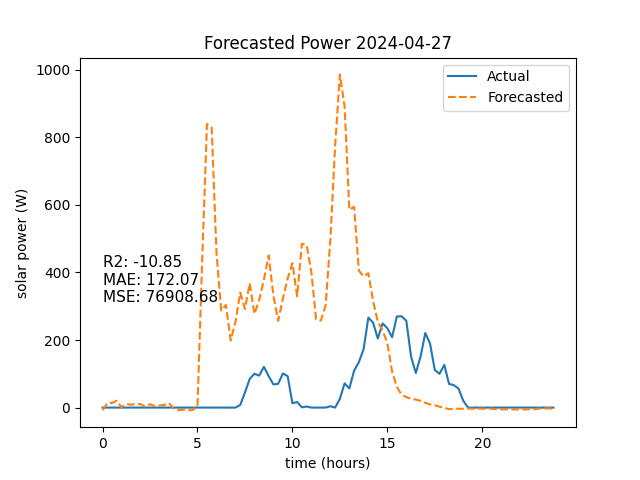 Forecasted Power 2024-04-27
Actual
Forecasted
1000
800
600
400
200
0
solar power (W)
R2: -10.85
MAE: 172.07
MSE: 76908.68
0 5 10 15 20
time (hours)